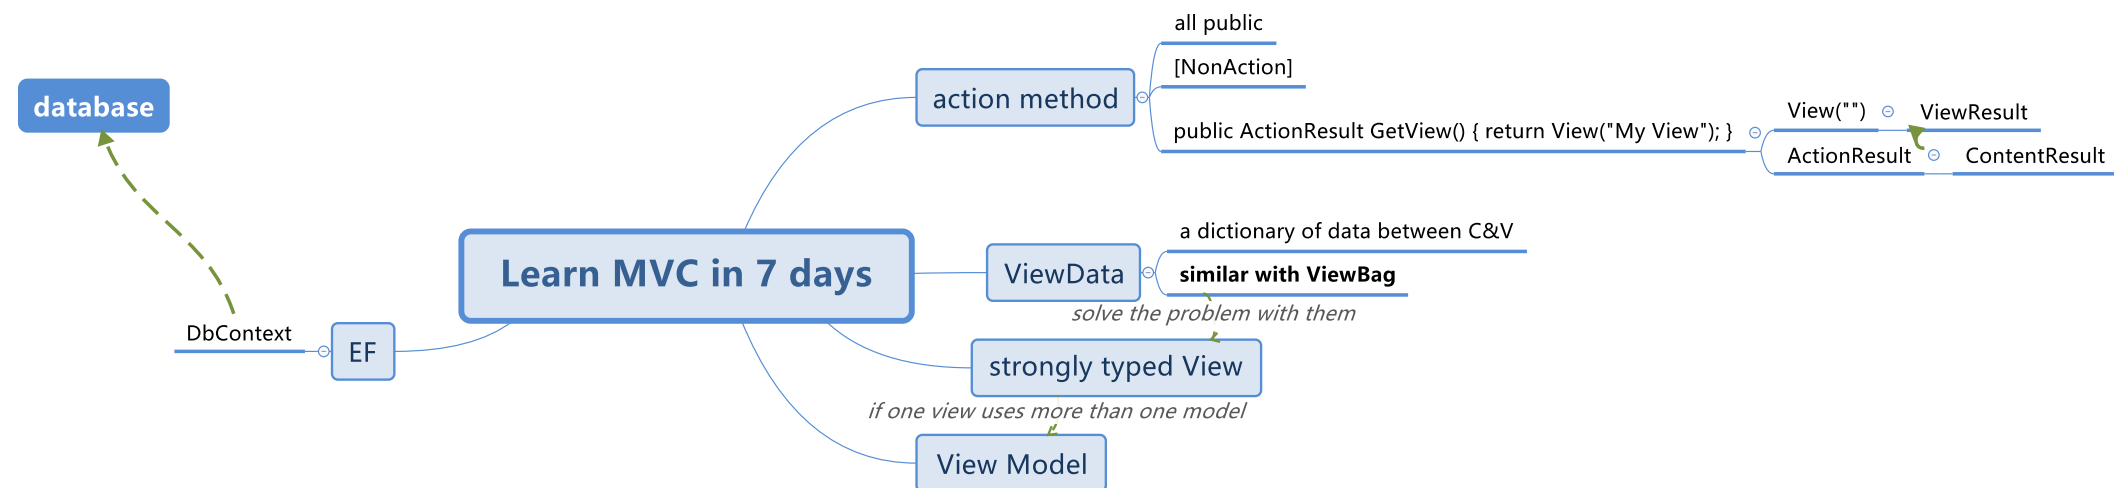 all public
[NonAction]
database
action method
View("")
ViewResult
public ActionResult GetView() { return View("My View"); }
ActionResult
ContentResult
a dictionary of data between C&V
Learn MVC in 7 days
ViewData
similar with ViewBag
solve the problem with them
DbContext
EF
strongly typed View
if one view uses more than one model
View Model